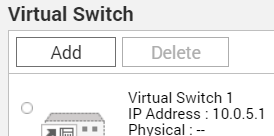 Virtual Switch
Add
Delete
Virtual Switch 1
IP Address : 10.0.5.1
Physical : --